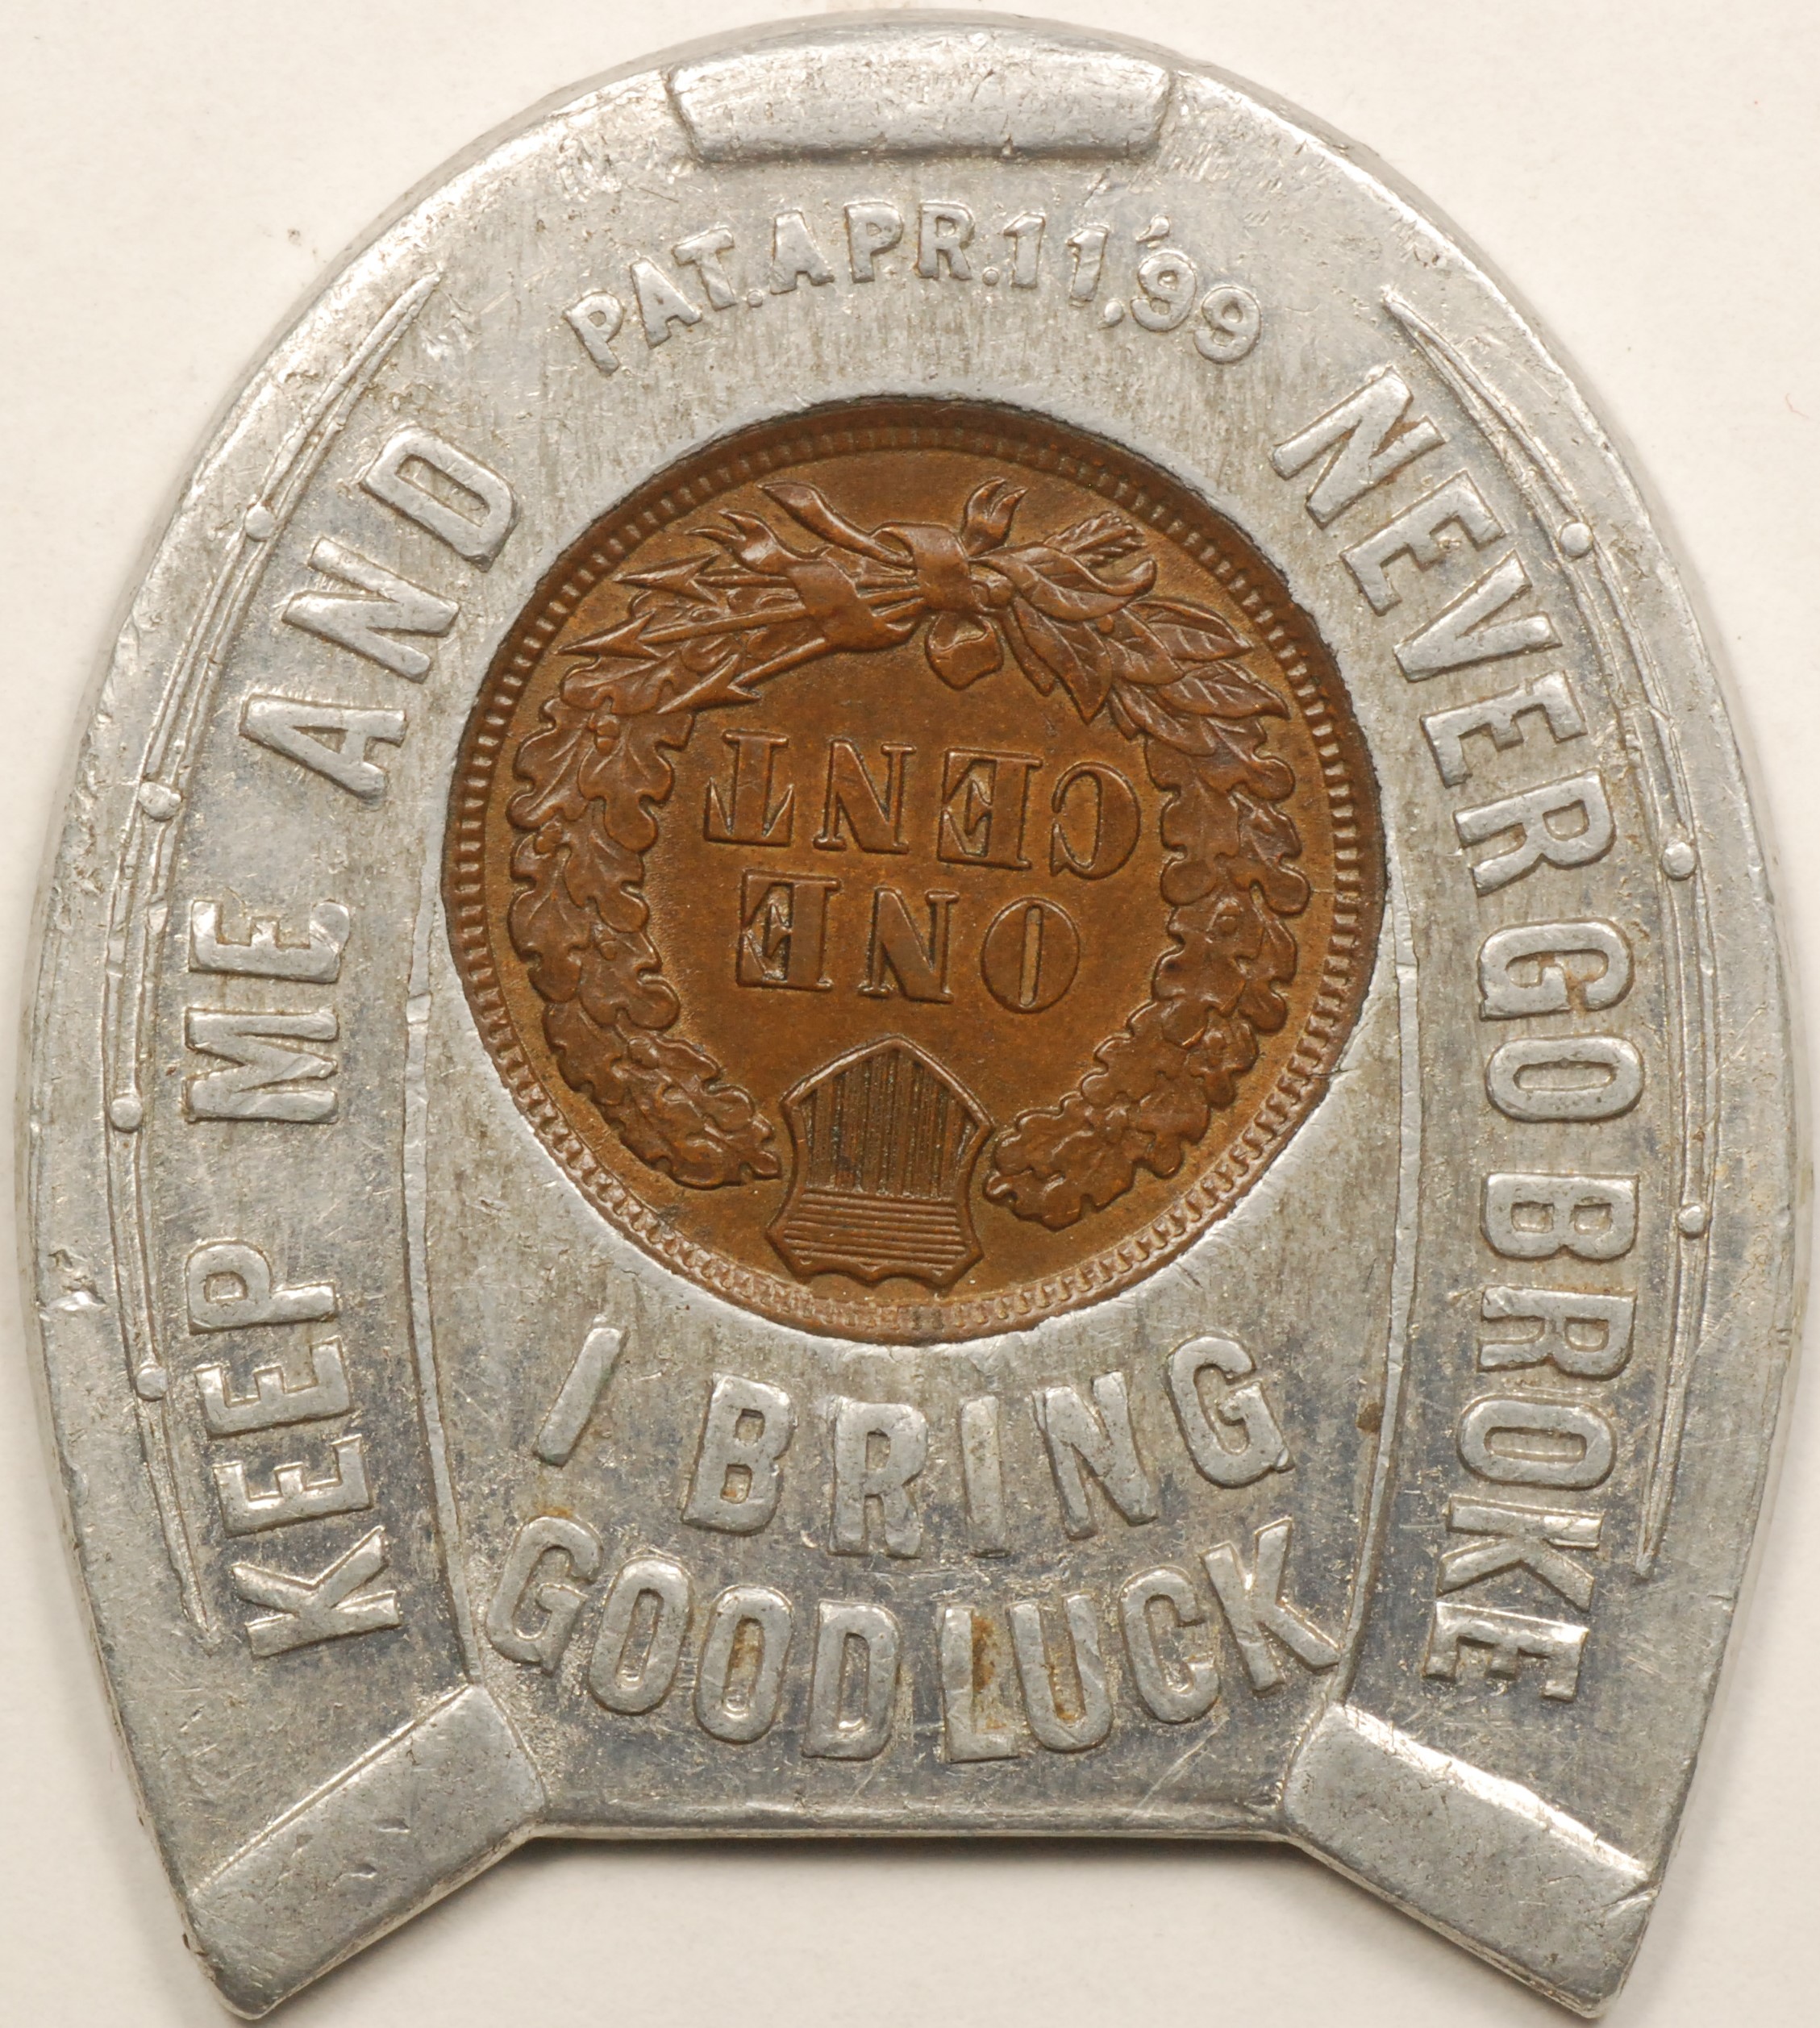 PAT. APR. 11, '99
KEEP ME AND NEVER GO BROKE
ONE
CENT
I BRING
GOOD LUCK